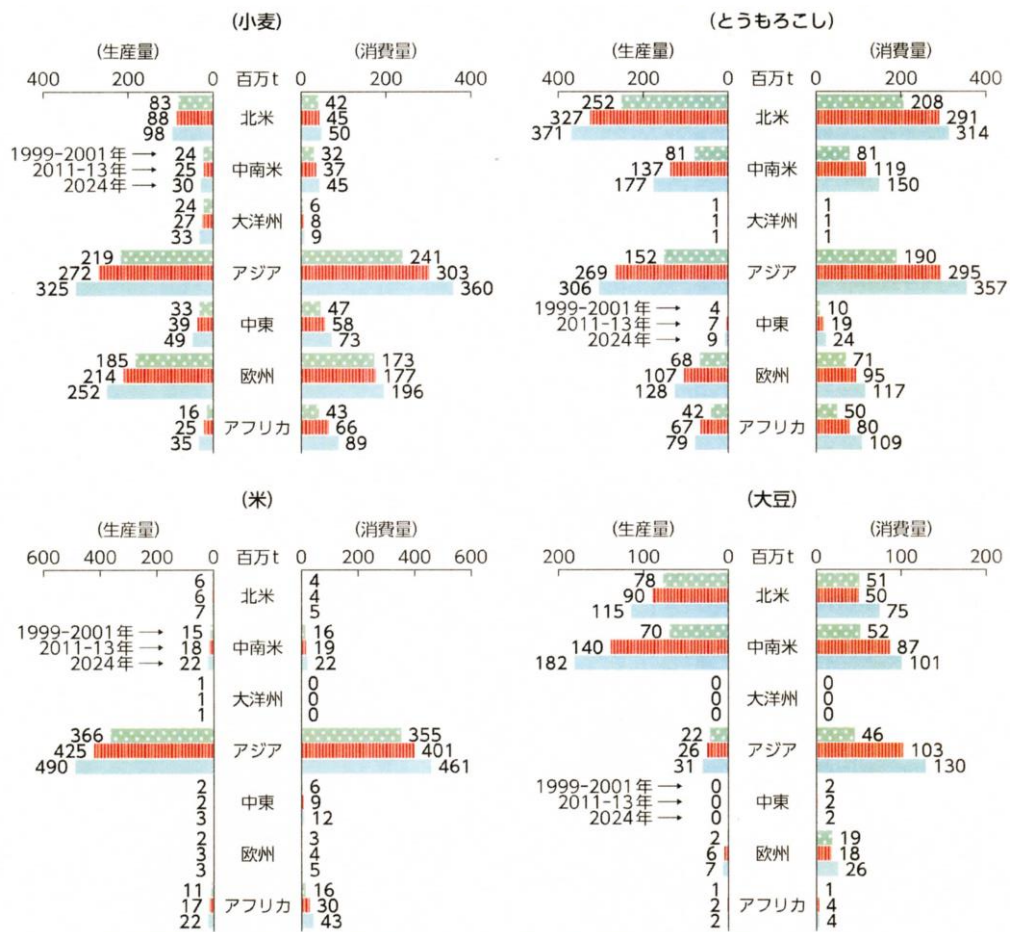 (小麦)
(生産量) (消費量)
400 200 0 百万t 0 200 400
83 42
88 北米 45
98 50
1999-2001年 → 24 32
2011-13年 → 25 中南米 37
2024年 → 30 45
24 6
27 大洋州 8
33 9
219 241
272 アジア 303
325 360
33 47
39 中東 58
49 73
185 173
214 欧州 177
252 196
16 43
25 アフリカ 66
35 89
(とうもろこし)
(生産量) (消費量)
400 200 0 百万t 0 200 400
252 208
327 北米 291
371 314
81 81
137 中南米 119
177 150
1 1
1 大洋州 1
1 1
152 190
269 アジア 295
306 357
1999-2001年 → 4 10
2011-13年 → 7 中東 19
2024年 → 9 24
68 71
107 欧州 95
128 117
42 50
67 アフリカ 80
79 109
(米)
(生産量) (消費量)
600 400 200 0 百万t 0 200 400 600
6 4
6 北米 4
7 5
1999-2001年 → 15 16
2011-13年 → 18 中南米 19
2024年 → 22 22
1 0
1 大洋州 0
1 0
366 355
425 アジア 401
490 461
2 6
2 中東 9
3 12
2 3
3 欧州 4
3 5
11 16
17 アフリカ 30
22 43
(大豆)
(生産量) (消費量)
200 100 0 百万t 0 100 200
78 51
90 北米 50
115 75
70 52
140 中南米 87
182 101
0 0
0 大洋州 0
0 0
22 46
26 アジア 103
31 130
1999-2001年 → 0 2
2011-13年 → 0 中東 2
2024年 → 0 2
2 19
6 欧州 18
7 26
1 1
2 アフリカ 4
2 4